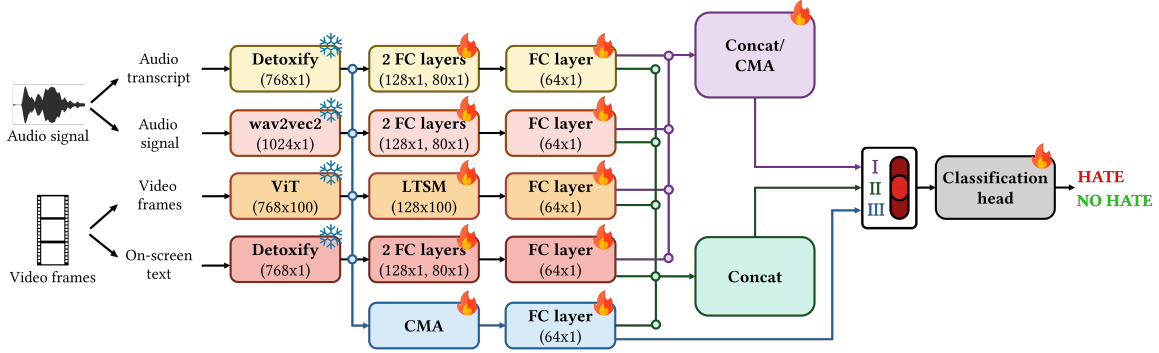 Audio signal
Video frames
Audio
transcript
Audio
signal
Video
frames
On-screen
text
Detoxify
(768x1)
2 FC layers
(128x1, 80x1)
FC layer
(64x1)
wav2vec2
(1024x1)
2 FC layers
(128x1, 80x1)
FC layer
(64x1)
ViT
(768x100)
LTSM
(128x100)
FC layer
(64x1)
Detoxify
(768x1)
2 FC layers
(128x1, 80x1)
FC layer
(64x1)
CMA
FC layer
(64x1)
Concat/
CMA
Concat
I
II
III
Classification
head
HATE
NO HATE